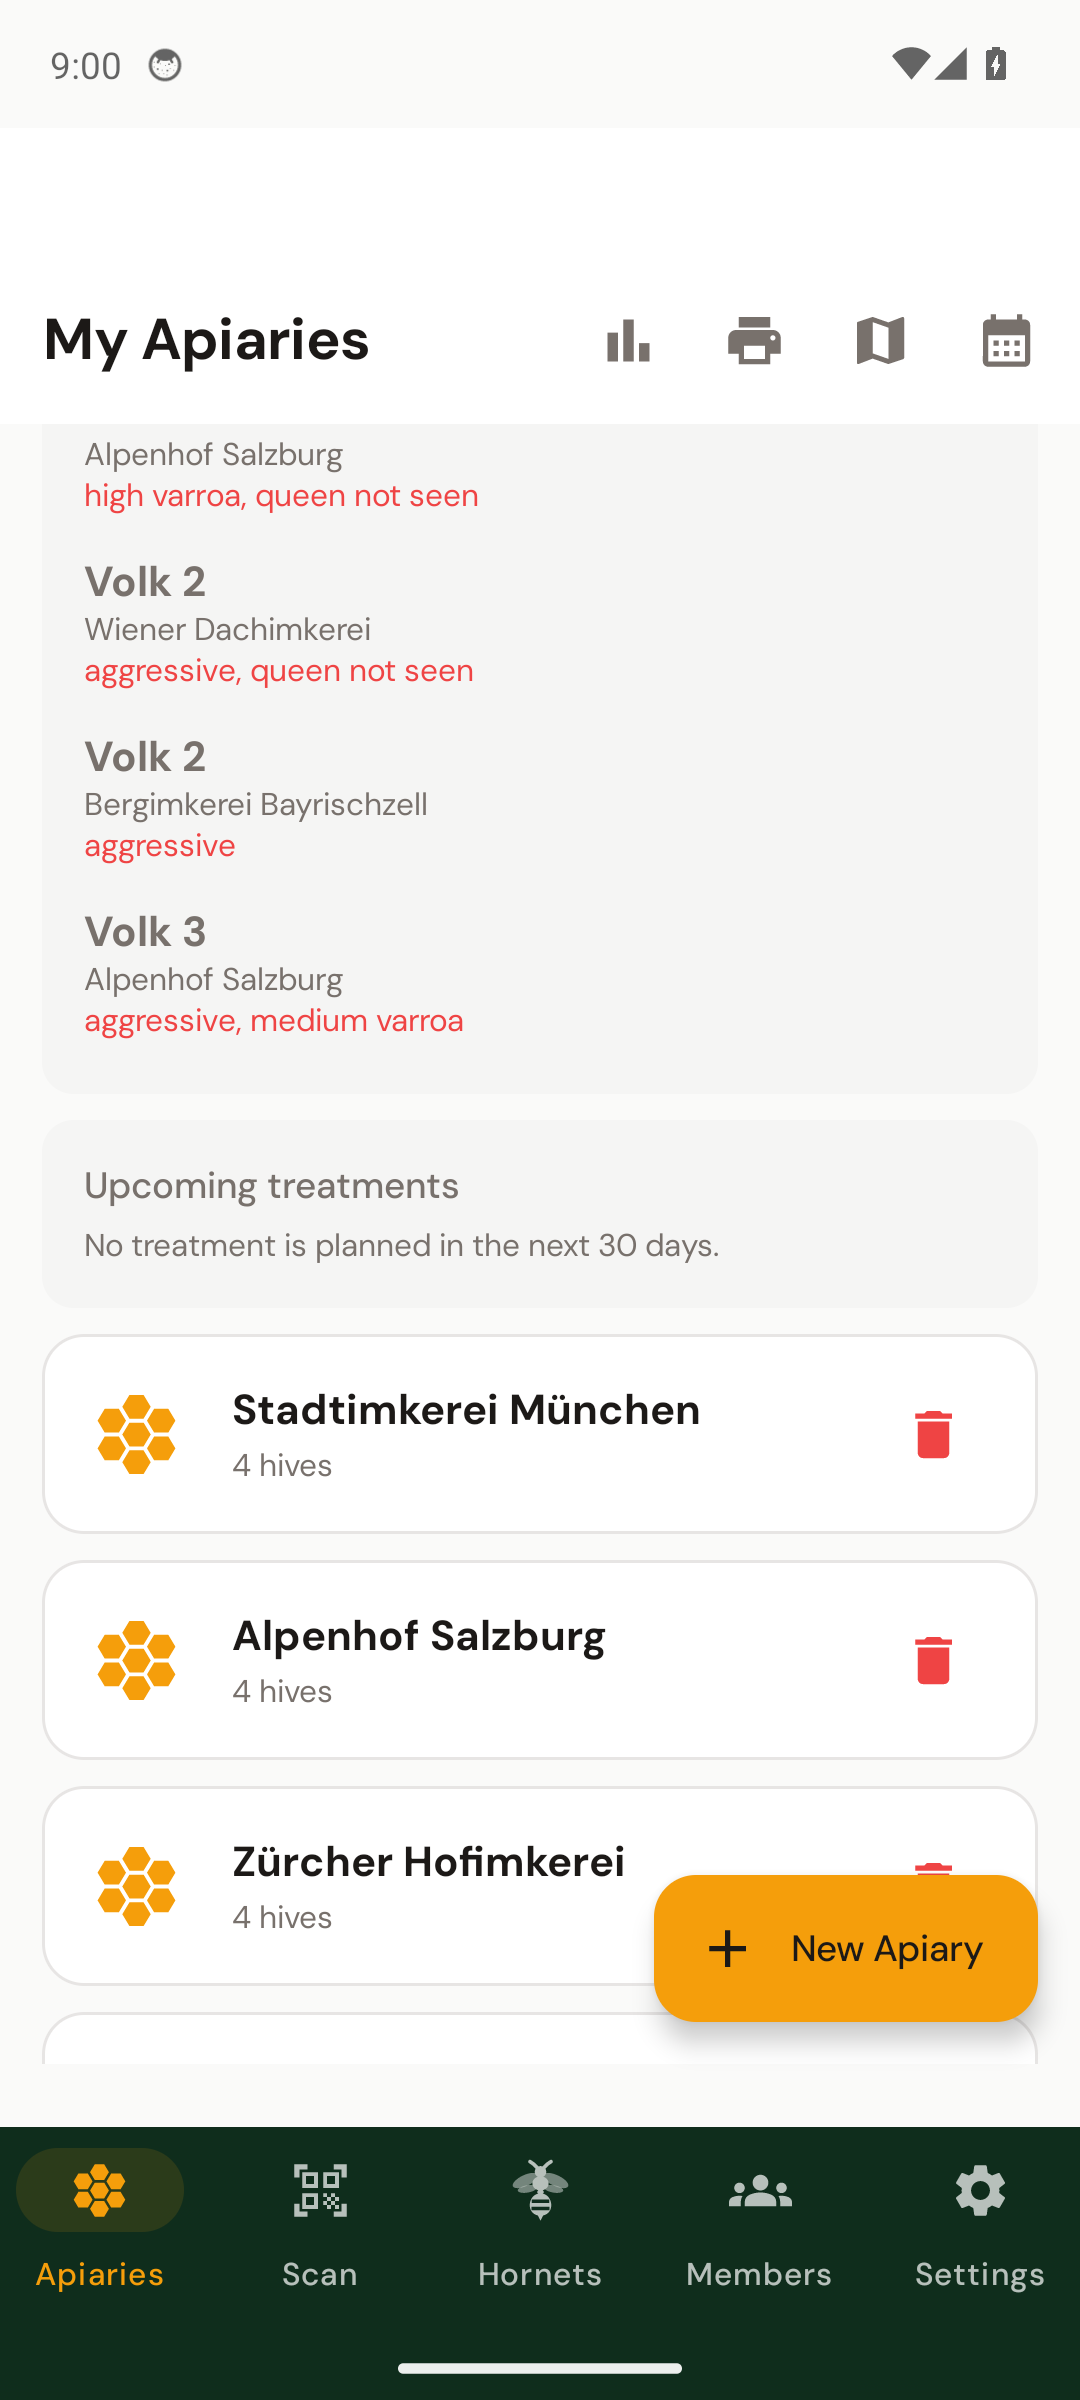 9:00
My Apiaries
Alpenhof Salzburg
high varroa, queen not seen
Volk 2
Wiener Dachimkerei
aggressive, queen not seen
Volk 2
Bergimkerei Bayrischzell
aggressive
Volk 3
Alpenhof Salzburg
aggressive, medium varroa
Upcoming treatments
No treatment is planned in the next 30 days.
Stadtimkerei München
4 hives
Alpenhof Salzburg
4 hives
Zürcher Hofimkerei
4 hives
New Apiary
Apiaries
Scan
Hornets
Members
Settings